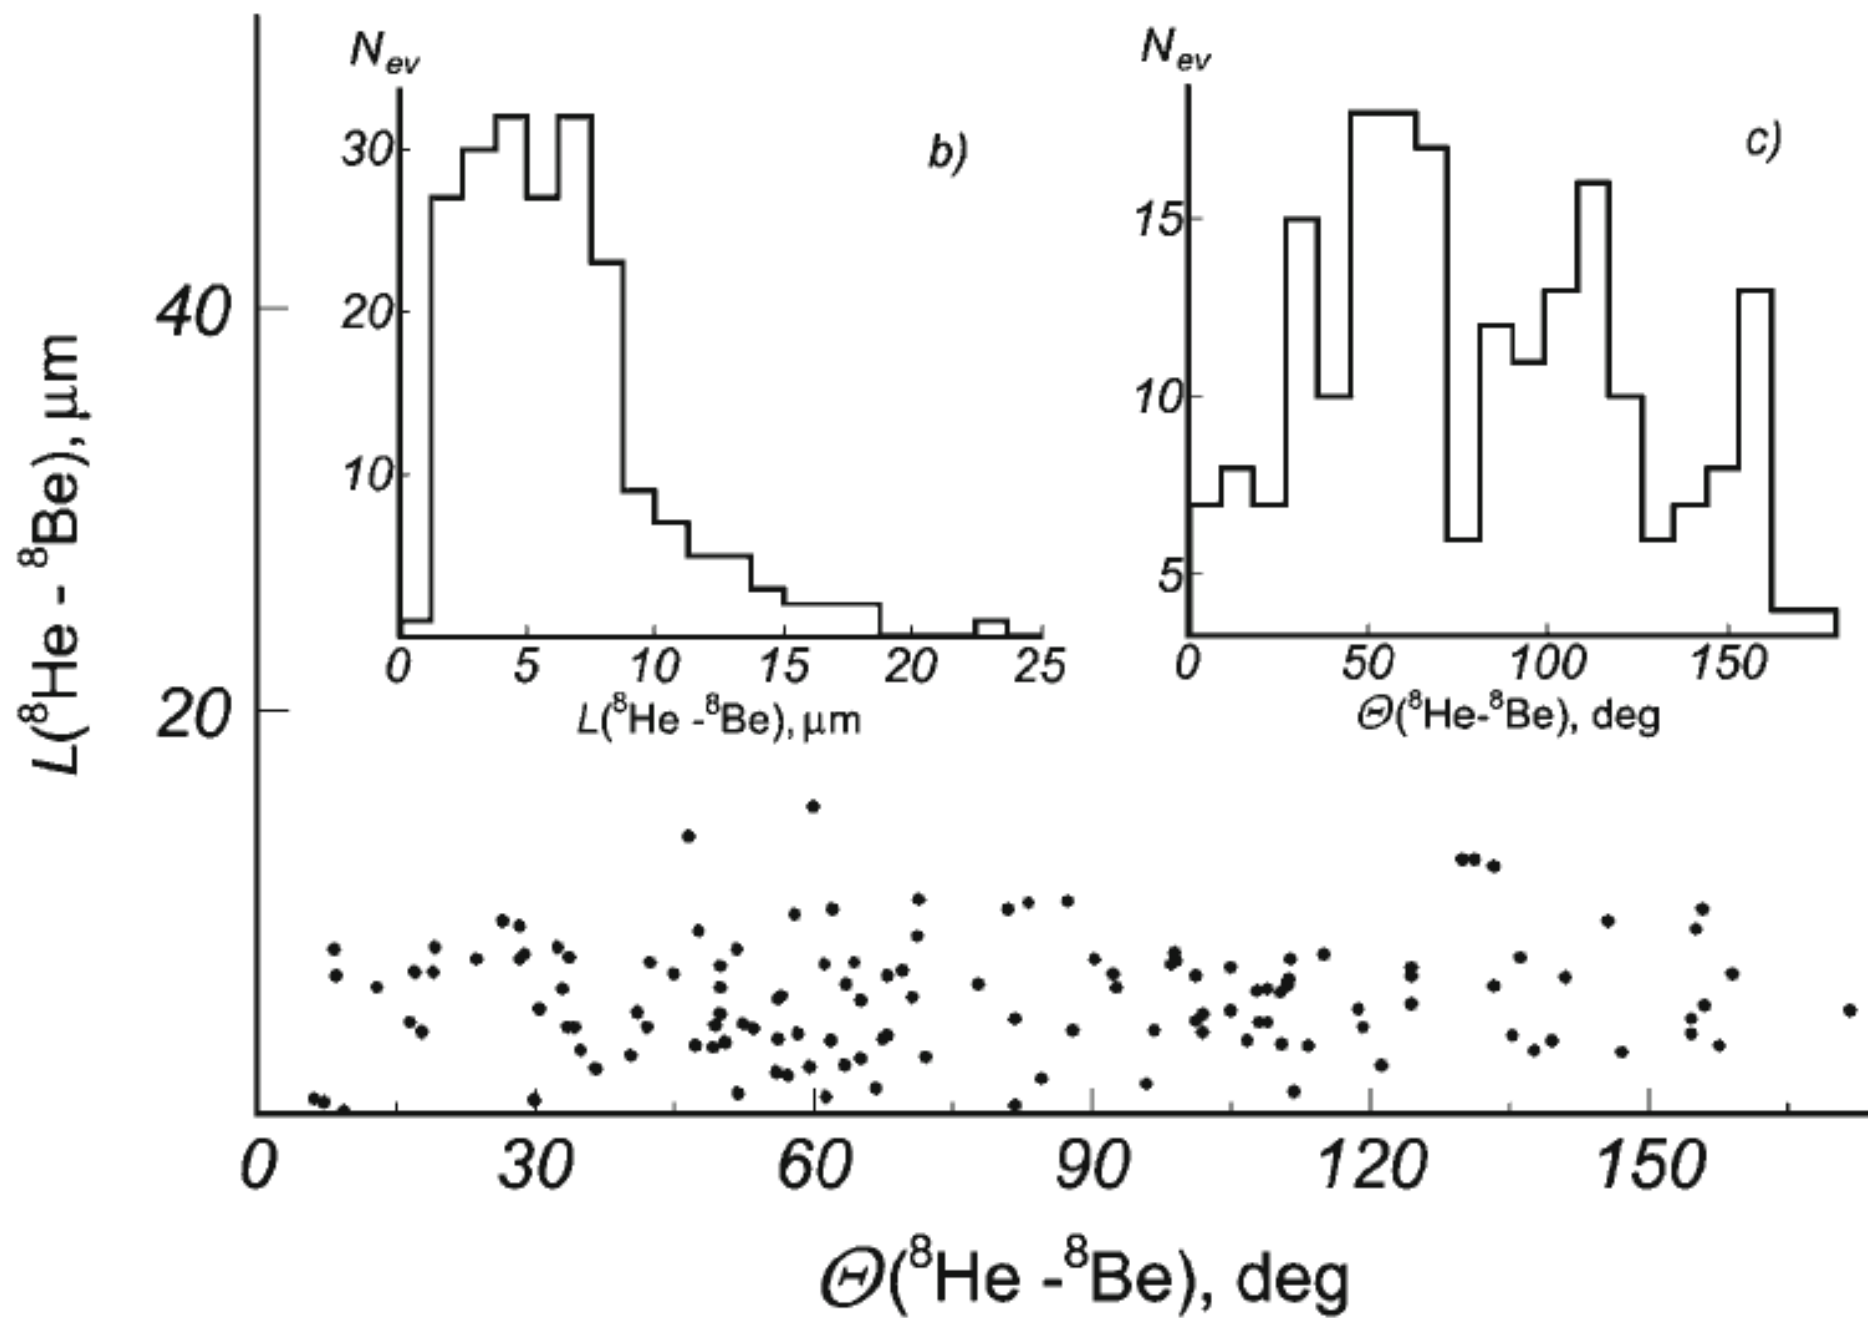 L(⁸He - ⁸Be), μm
40
20
N_ev
b)
30
20
10
0 5 10 15 20 25
L(⁸He -⁸Be), μm
N_ev
c)
15
10
5
0 50 100 150
Θ(⁸He-⁸Be), deg
0 30 60 90 120 150
Θ(⁸He -⁸Be), deg